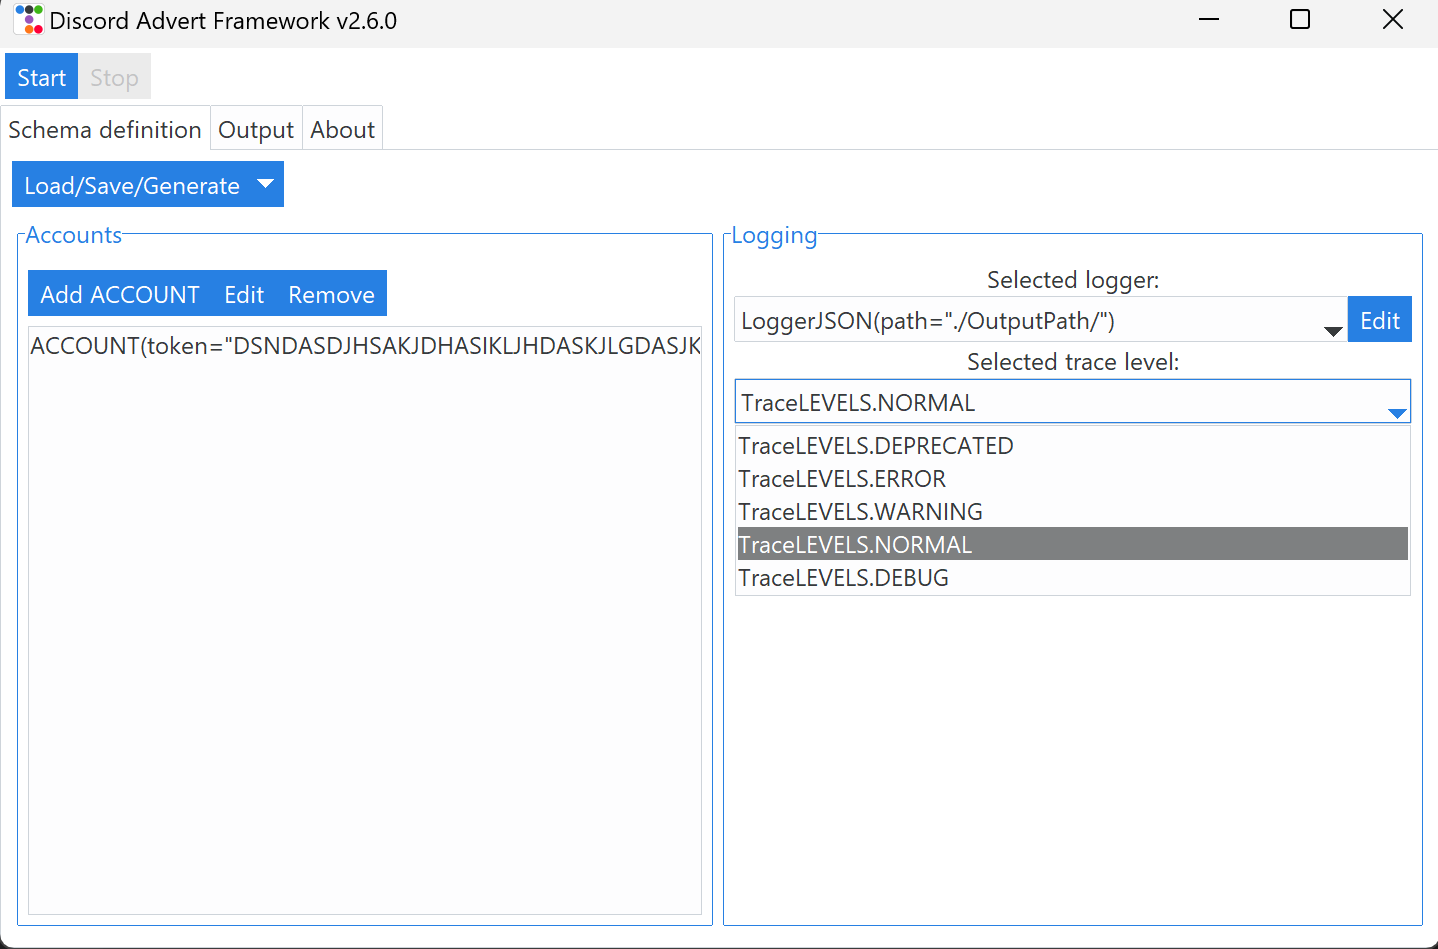 Discord Advert Framework v2.6.0
Start Stop
Schema definition Output About
Load/Save/Generate
Accounts
Add ACCOUNT Edit Remove
ACCOUNT(token="DSNDASDJHSAKJDHASIKLJHDASKJLGDASJK
Logging
Selected logger:
LoggerJSON(path="./OutputPath/")
Edit
Selected trace level:
TraceLEVELS.NORMAL
TraceLEVELS.DEPRECATED
TraceLEVELS.ERROR
TraceLEVELS.WARNING
TraceLEVELS.NORMAL
TraceLEVELS.DEBUG